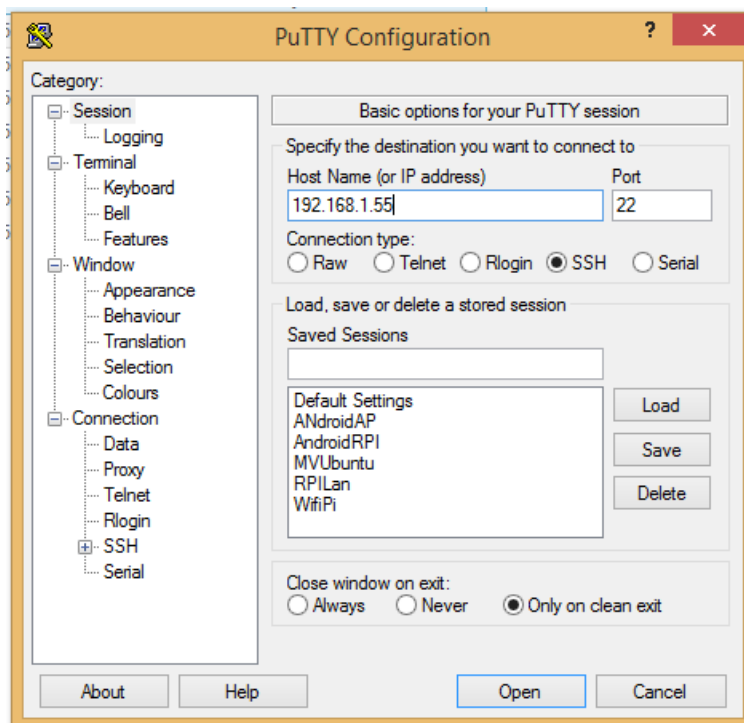 PuTTY Configuration
?
Category:
Session
Logging
Terminal
Keyboard
Bell
Features
Window
Appearance
Behaviour
Translation
Selection
Colours
Connection
Data
Proxy
Telnet
Rlogin
SSH
Serial
Basic options for your PuTTY session
Specify the destination you want to connect to
Host Name (or IP address) Port
192.168.1.55 22
Connection type:
Raw Telnet Rlogin SSH Serial
Load, save or delete a stored session
Saved Sessions
Default Settings
ANdroidAP
AndroidRPI
MVUbuntu
RPILan
WifiPi
Load
Save
Delete
Close window on exit:
Always Never Only on clean exit
About Help Open Cancel